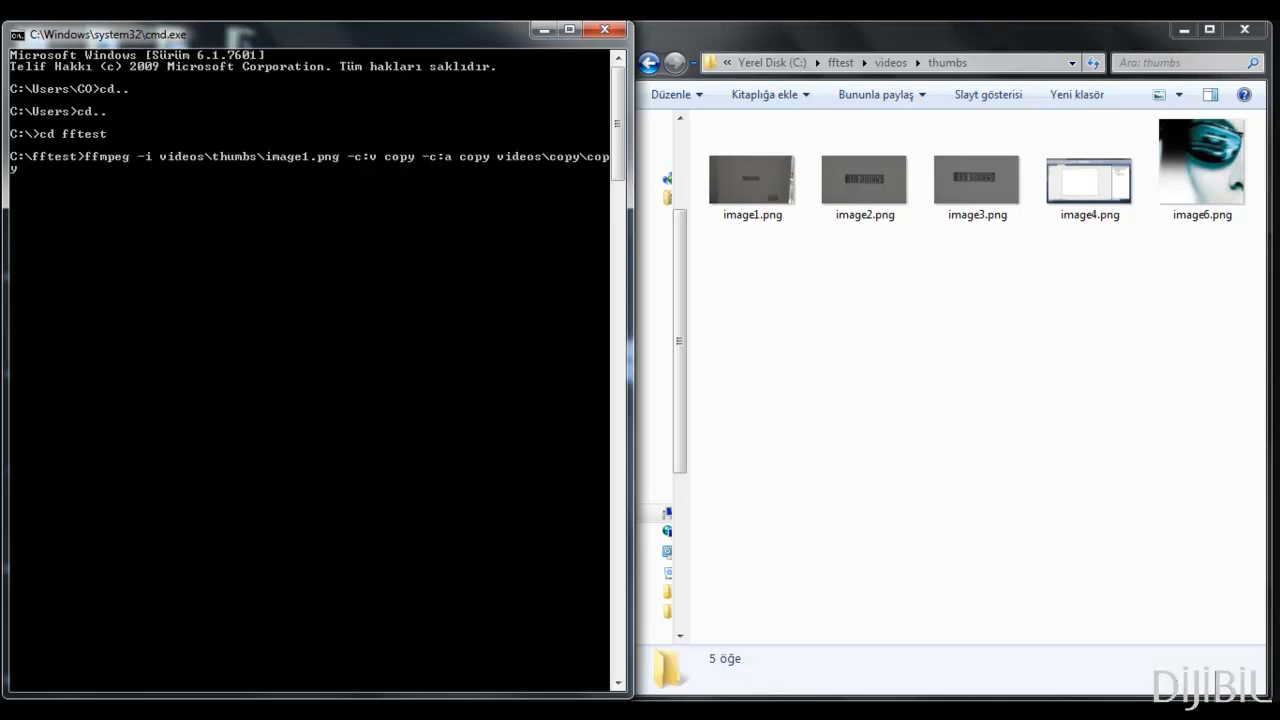 C:\Windows\system32\cmd.exe
Microsoft Windows [Sürüm 6.1.7601]
Telif Hakkı (c) 2009 Microsoft Corporation. Tüm hakları saklıdır.
C:\Users\CO>cd..
C:\Users>cd..
C:\>cd fftest
C:\fftest>ffmpeg -i videos\thumbs\image1.png -c:v copy -c:a copy videos\copy\cop
y
« Yerel Disk (C:) fftest videos thumbs
Ara: thumbs
Düzenle Kitaplığa ekle Bununla paylaş Slayt gösterisi Yeni klasör
image1.png image2.png image3.png image4.png image6.png
5 öğe
DijiBil